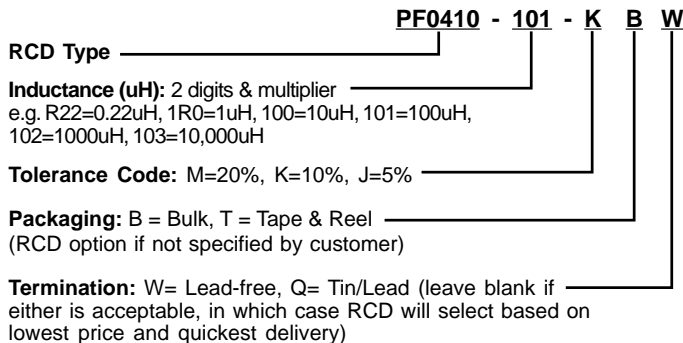 PF0410 - 101 - K B W
RCD Type
Inductance (uH): 2 digits & multiplier
e.g. R22=0.22uH, 1R0=1uH, 100=10uH, 101=100uH,
102=1000uH, 103=10,000uH
Tolerance Code: M=20%, K=10%, J=5%
Packaging: B = Bulk, T = Tape & Reel
(RCD option if not specified by customer)
Termination: W= Lead-free, Q= Tin/Lead (leave blank if
either is acceptable, in which case RCD will select based on
lowest price and quickest delivery)